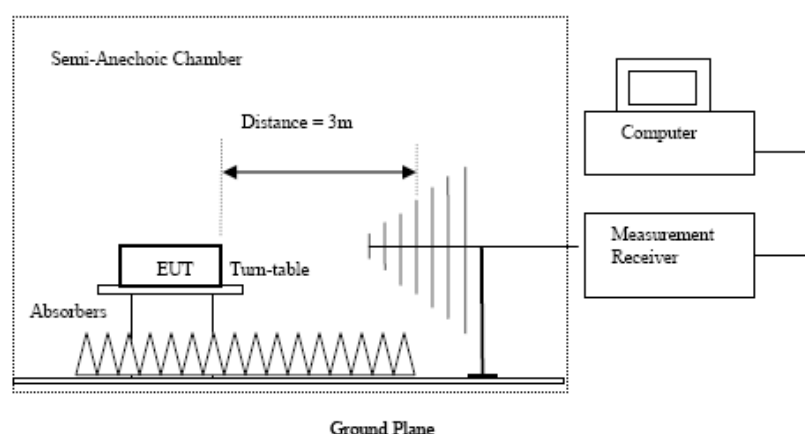 Semi-Anechoic Chamber
Distance = 3m
Computer
Measurement
Receiver
EUT
Turn-table
Absorbers
Ground Plane